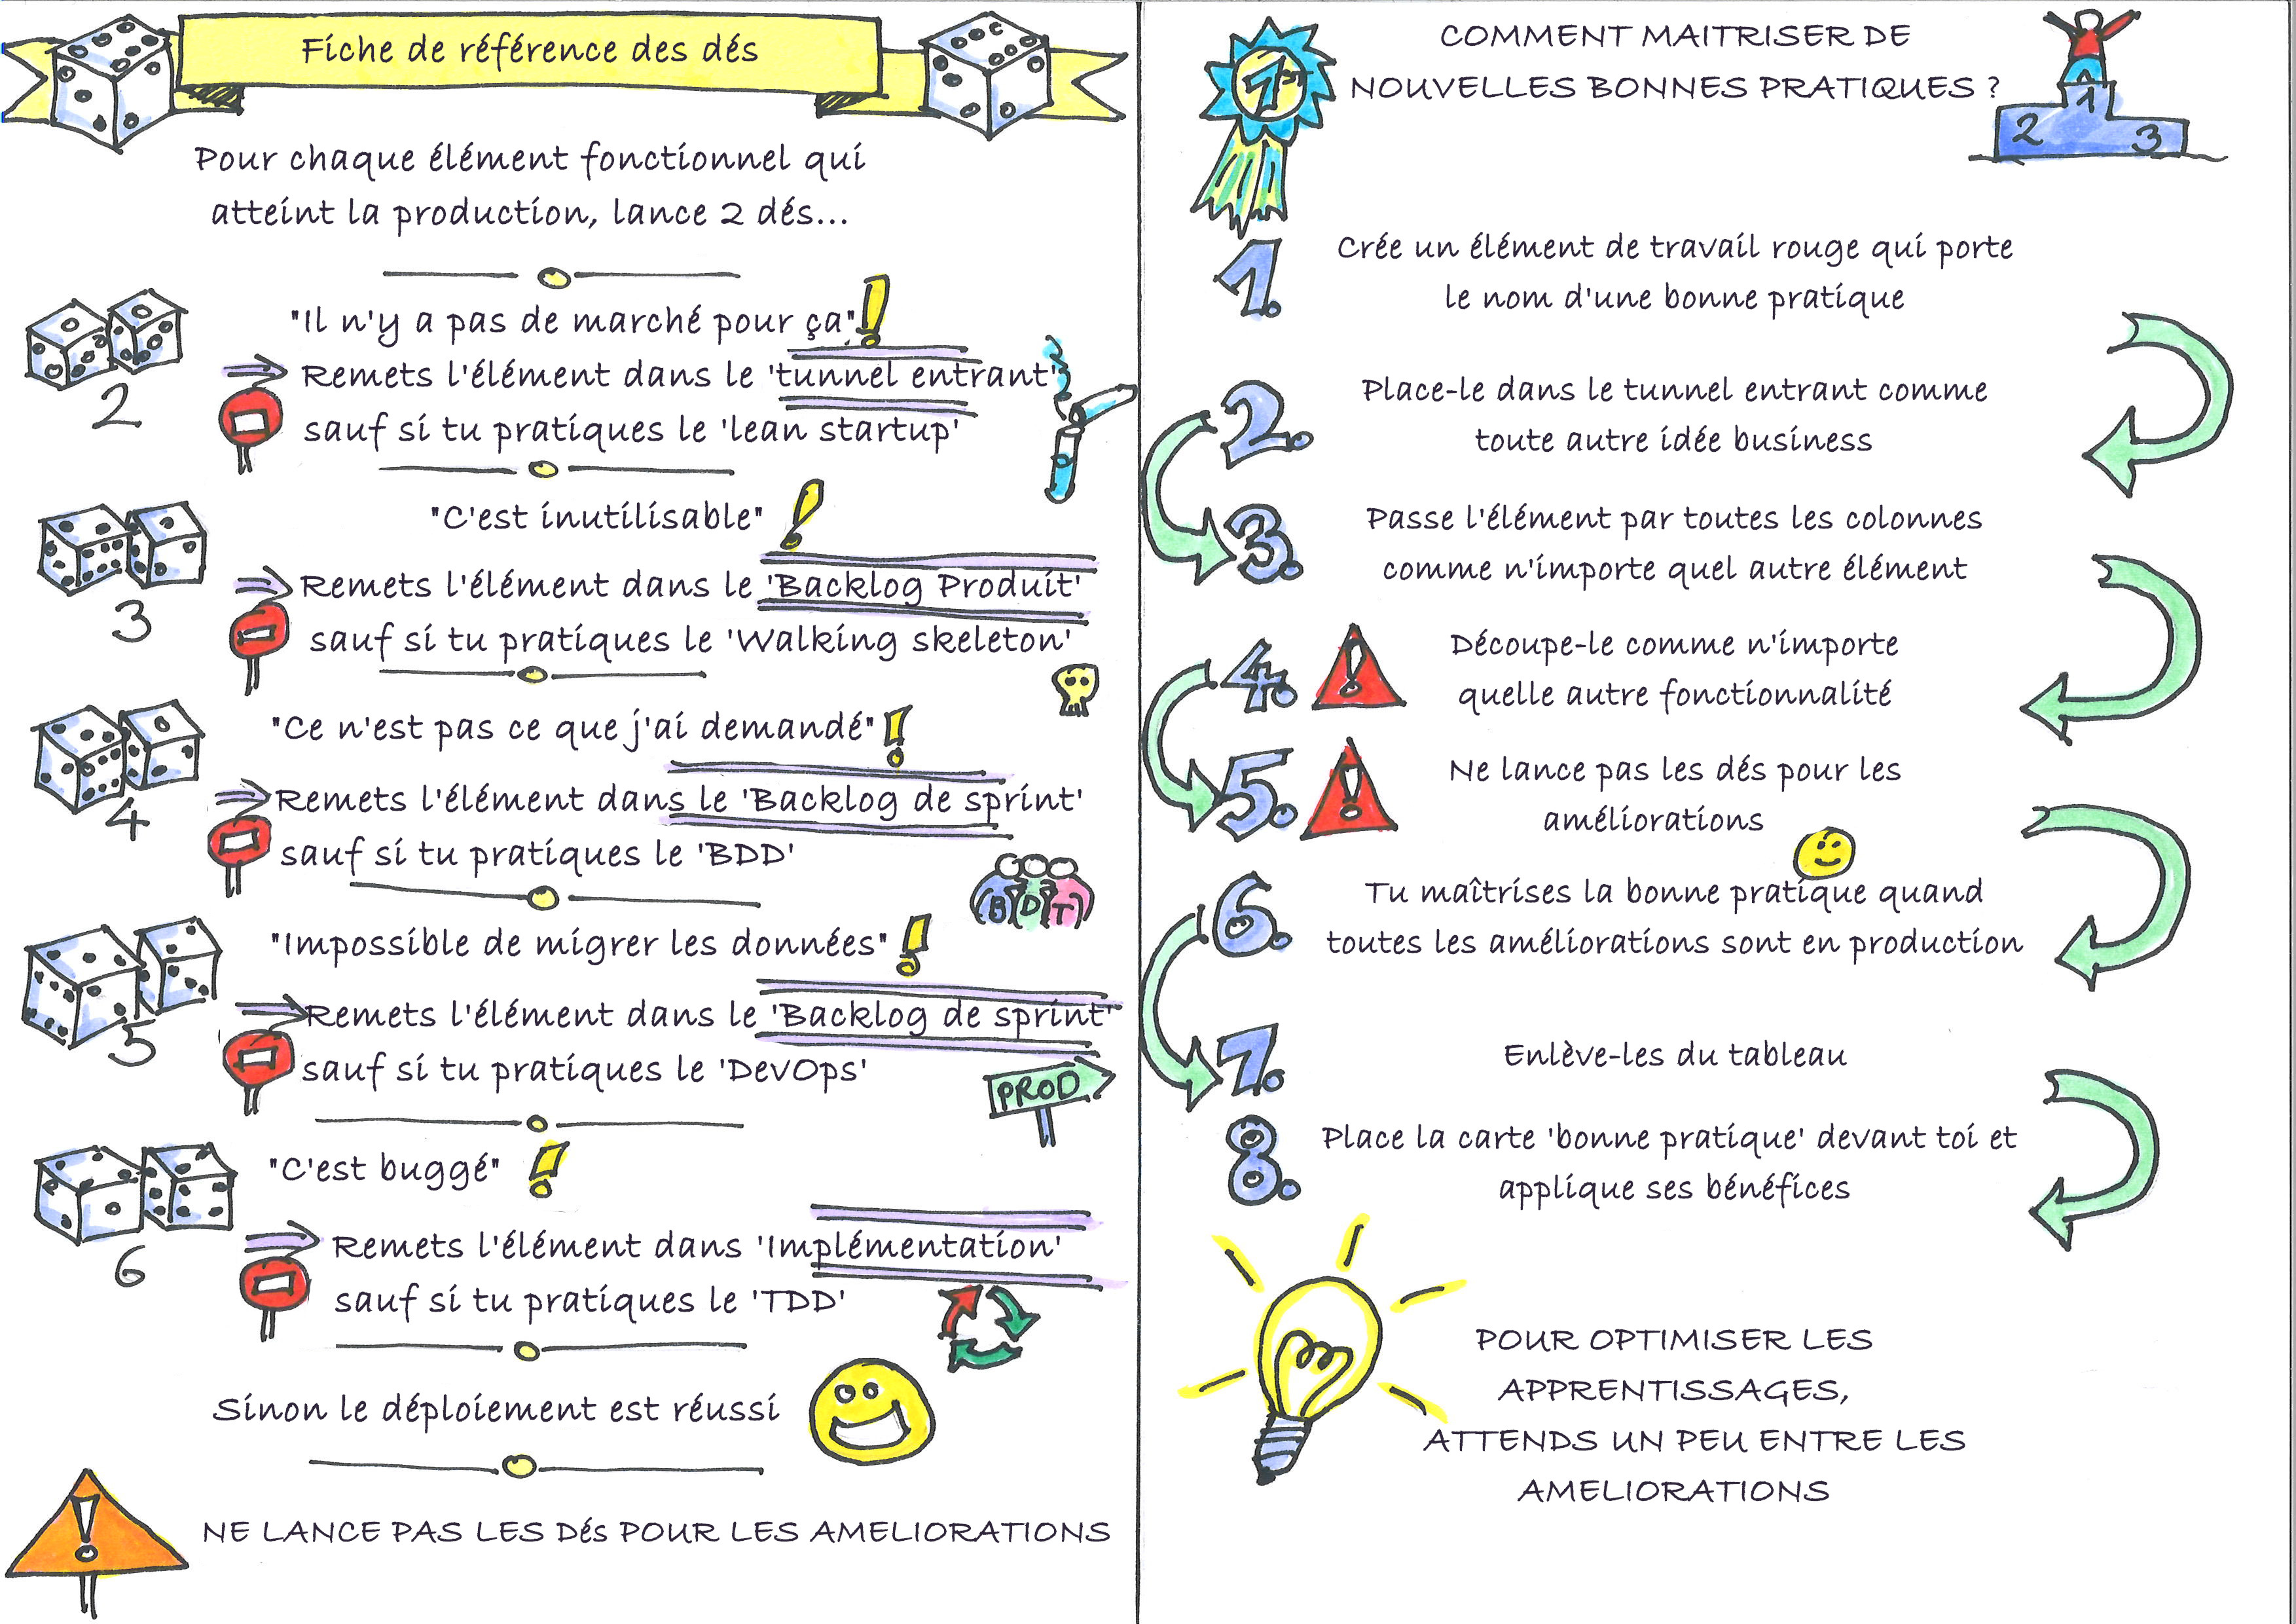 Fiche de référence des dés
Pour chaque élément fonctionnel qui
atteint la production, lance 2 dés...
2
"Il n'y a pas de marché pour ça"!
Remets l'élément dans le 'tunnel entrant'
sauf si tu pratiques le 'lean startup'
3
"C'est inutilisable" !
Remets l'élément dans le 'Backlog Produit'
sauf si tu pratiques le 'Walking skeleton'
4
"Ce n'est pas ce que j'ai demandé" !
Remets l'élément dans le 'Backlog de sprint'
sauf si tu pratiques le 'BDD'
B D T
5
"Impossible de migrer les données" !
Remets l'élément dans le 'Backlog de sprint'
sauf si tu pratiques le 'DevOps'
PROD
6
"C'est buggé" !
Remets l'élément dans 'Implémentation'
sauf si tu pratiques le 'TDD'
Sinon le déploiement est réussi
! NE LANCE PAS LES Dés POUR LES AMELIORATIONS
1er
COMMENT MAITRISER DE
NOUVELLES BONNES PRATIQUES ?
1
2 3
1. Crée un élément de travail rouge qui porte
le nom d'une bonne pratique
2. Place-le dans le tunnel entrant comme
toute autre idée business
3. Passe l'élément par toutes les colonnes
comme n'importe quel autre élément
4. ! Découpe-le comme n'importe
quelle autre fonctionnalité
5. ! Ne lance pas les dés pour les
améliorations
6. Tu maîtrises la bonne pratique quand
toutes les améliorations sont en production
7. Enlève-les du tableau
8. Place la carte 'bonne pratique' devant toi et
applique ses bénéfices
POUR OPTIMISER LES
APPRENTISSAGES,
ATTENDS UN PEU ENTRE LES
AMELIORATIONS